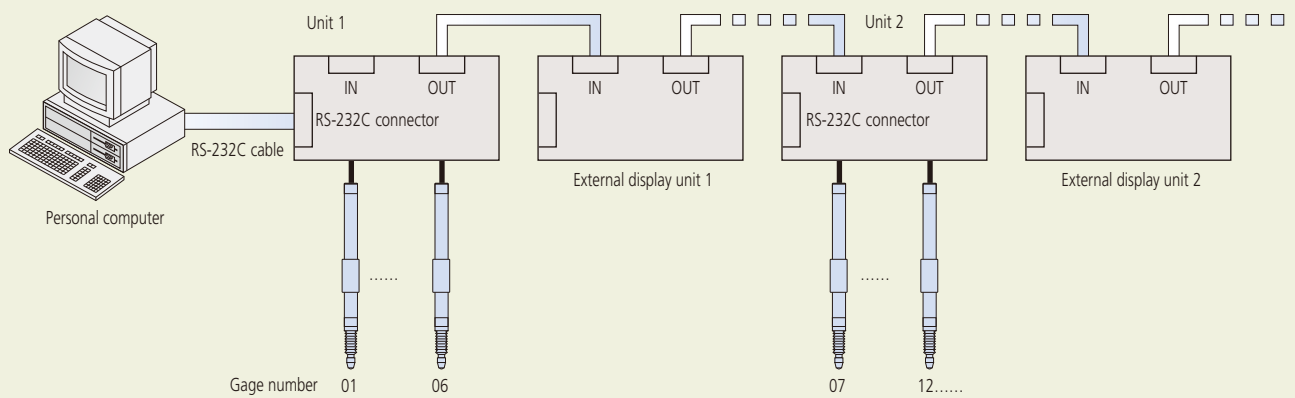 Unit 1
Unit 2
IN OUT
IN OUT
IN OUT
IN OUT
RS-232C connector
RS-232C connector
RS-232C cable
External display unit 1
External display unit 2
Personal computer
......
......
Gage number 01 06 07 12......